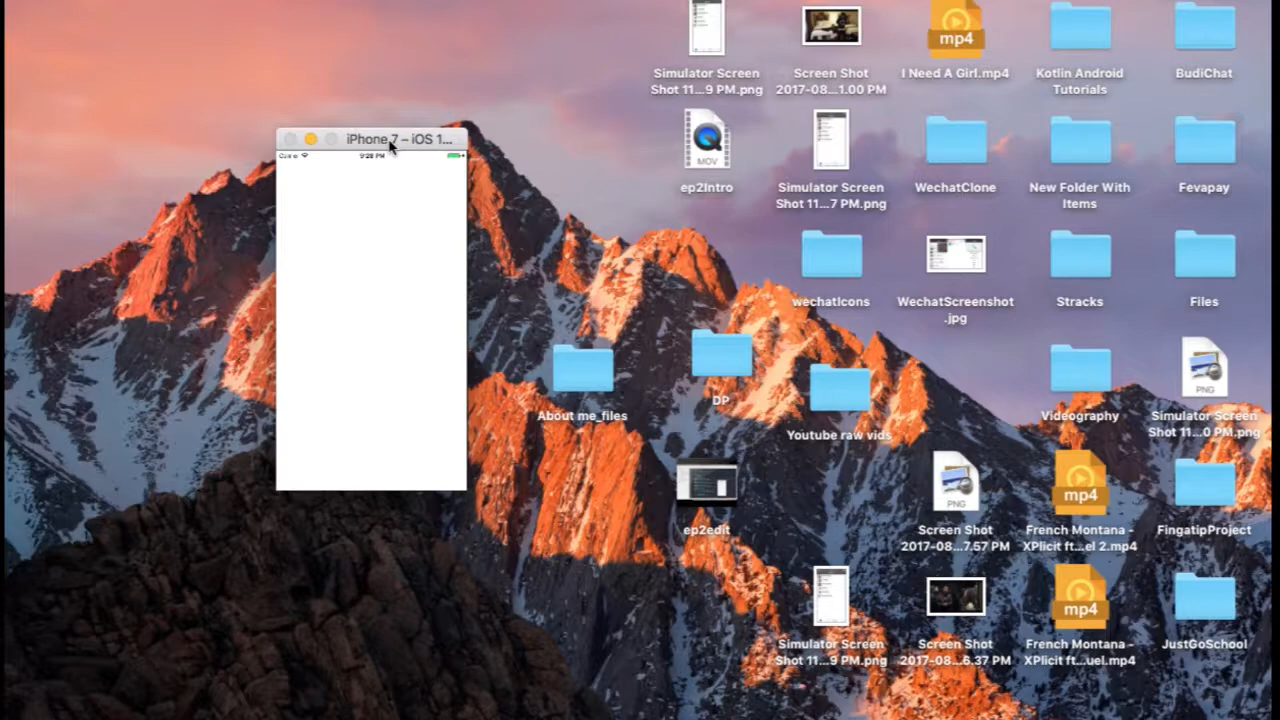 Simulator Screen
Shot 11...9 PM.png
Screen Shot
2017-08...1.00 PM
mp4
I Need A Girl.mp4
Kotlin Android
Tutorials
BudiChat
iPhone 7 – iOS 1...
9:28 PM
MOV
ep2Intro
Simulator Screen
Shot 11...7 PM.png
WechatClone
New Folder With
Items
Fevapay
wechatIcons
WechatScreenshot
.jpg
Stracks
Files
About me_files
DP
Youtube raw vids
Videography
PNG
Simulator Screen
Shot 11...0 PM.png
ep2edit
PNG
Screen Shot
2017-08...7.57 PM
mp4
French Montana -
XPlicit ft...el 2.mp4
FingatipProject
Simulator Screen
Shot 11...9 PM.png
Screen Shot
2017-08...6.37 PM
mp4
French Montana -
XPlicit ft...uel.mp4
JustGoSchool